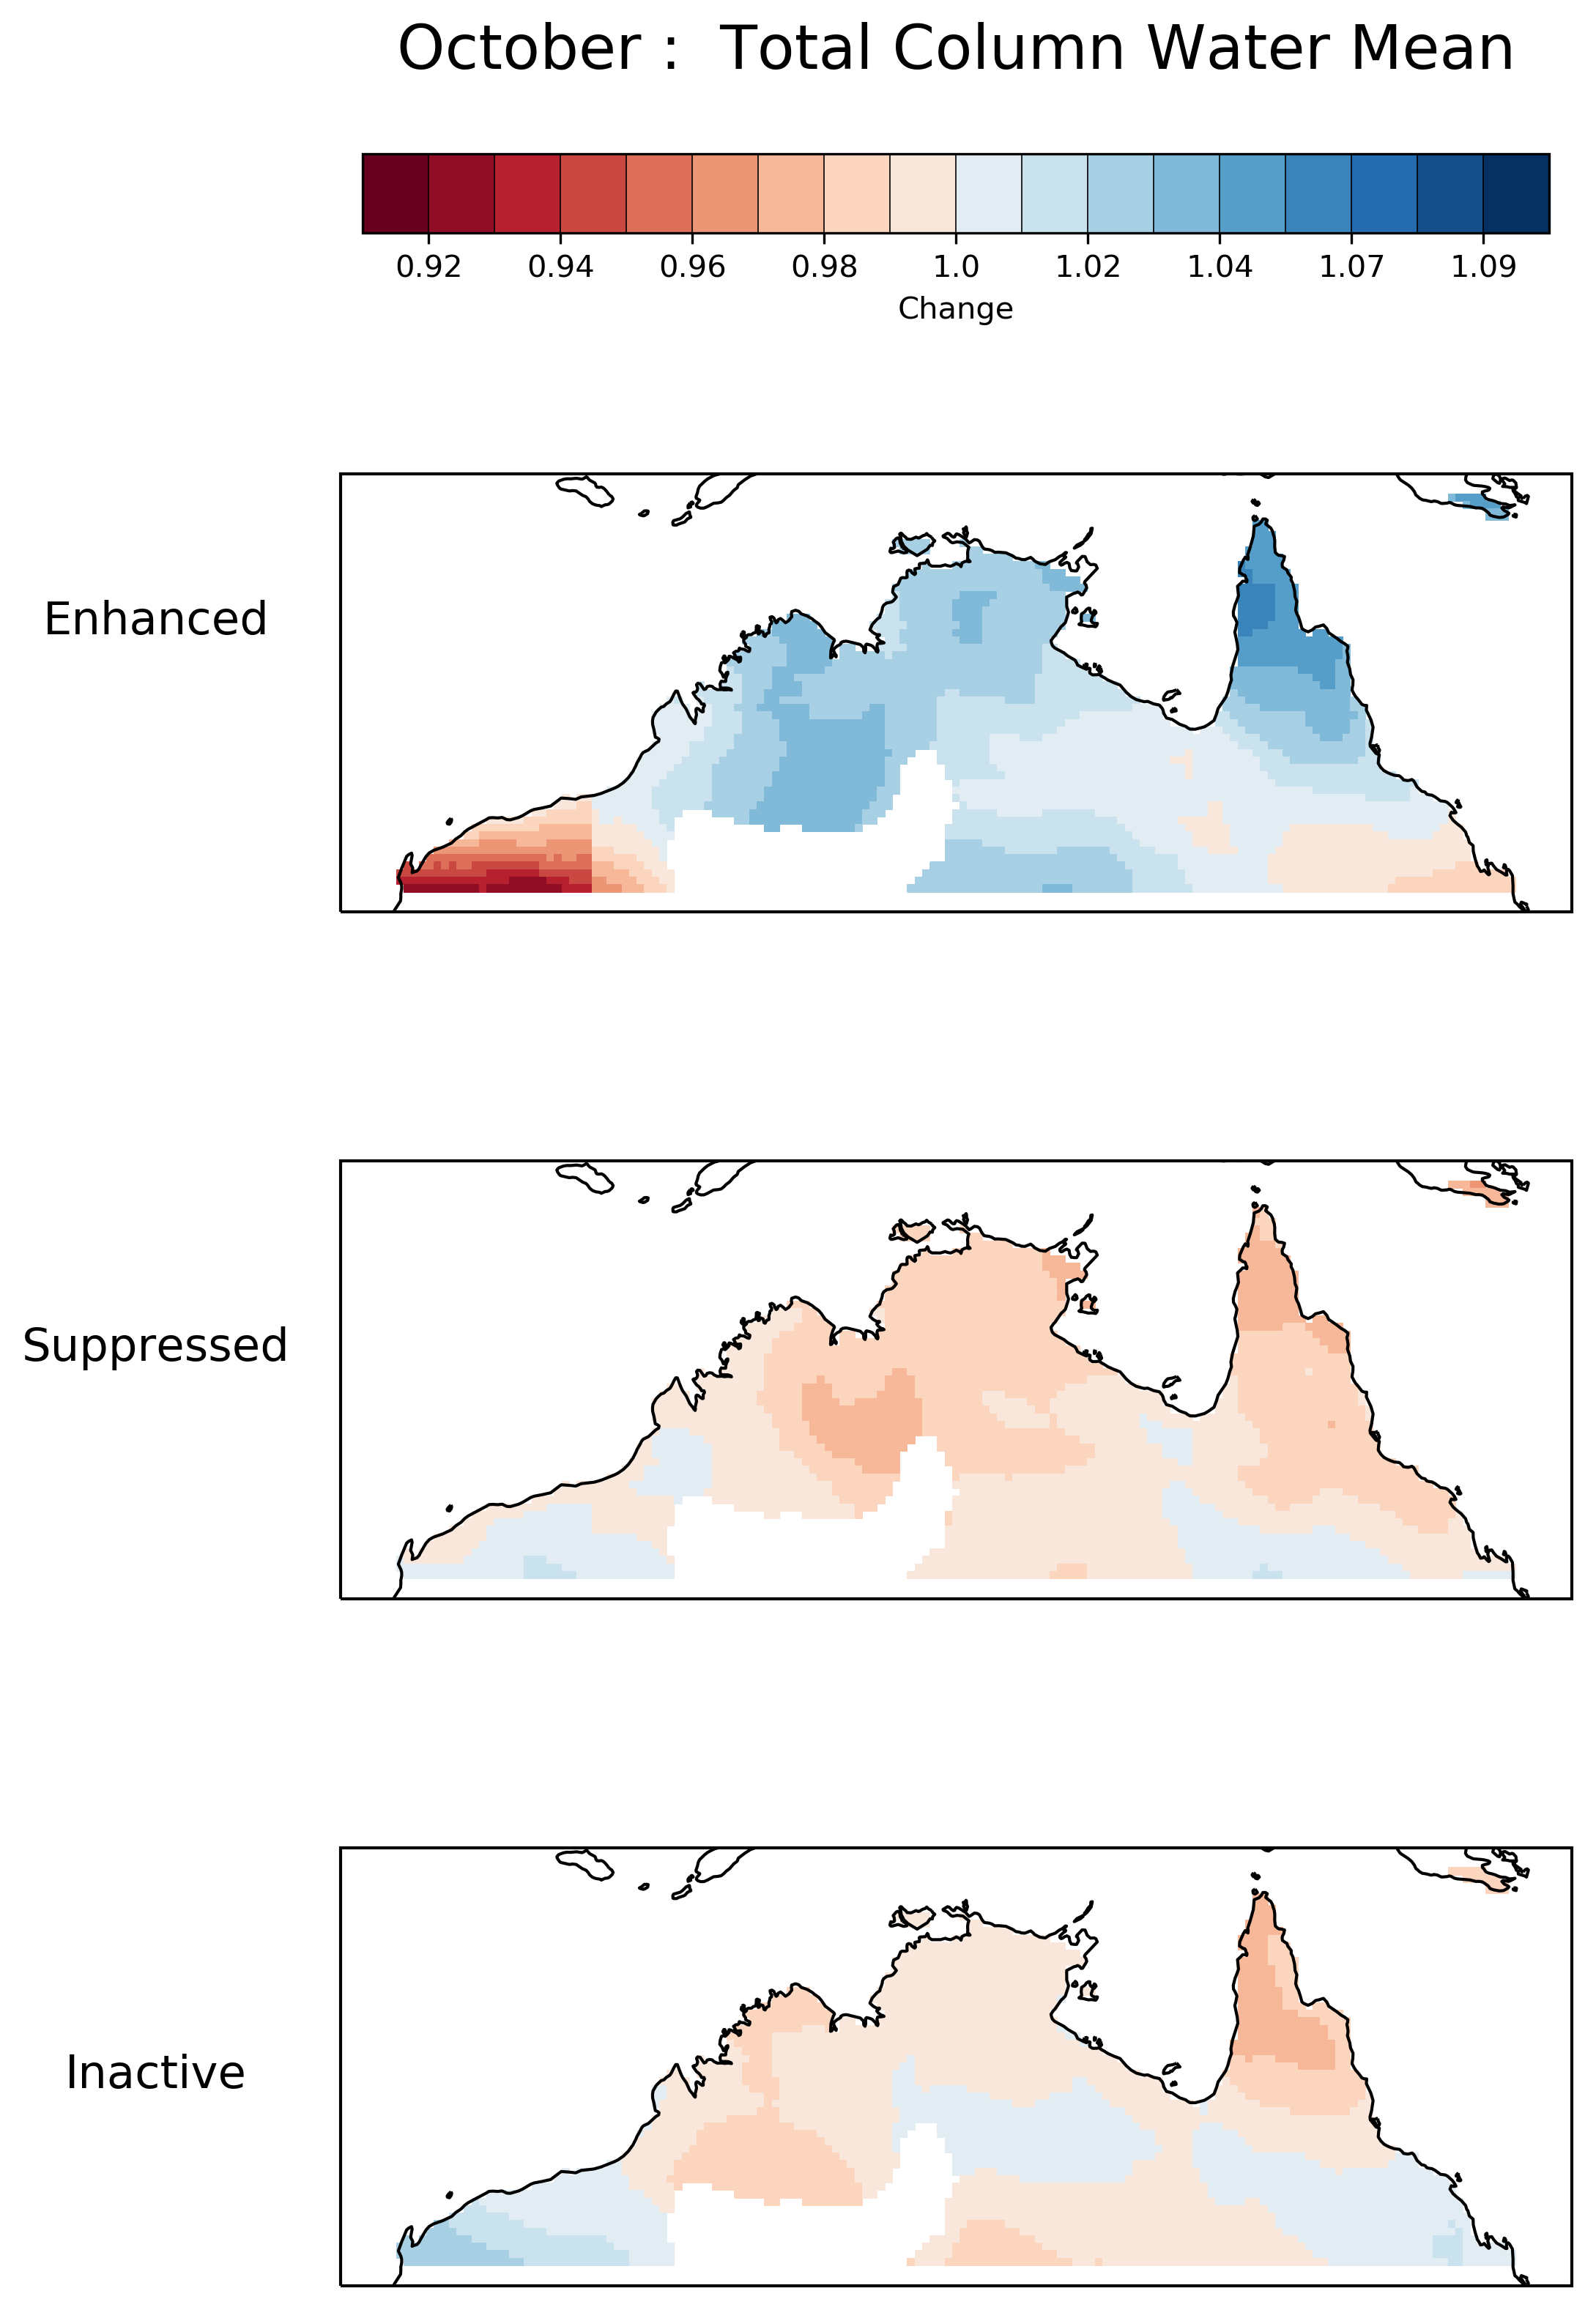 October :  Total Column Water Mean
0.92 0.94 0.96 0.98 1.0 1.02 1.04 1.07 1.09
Change
Enhanced
Suppressed
Inactive